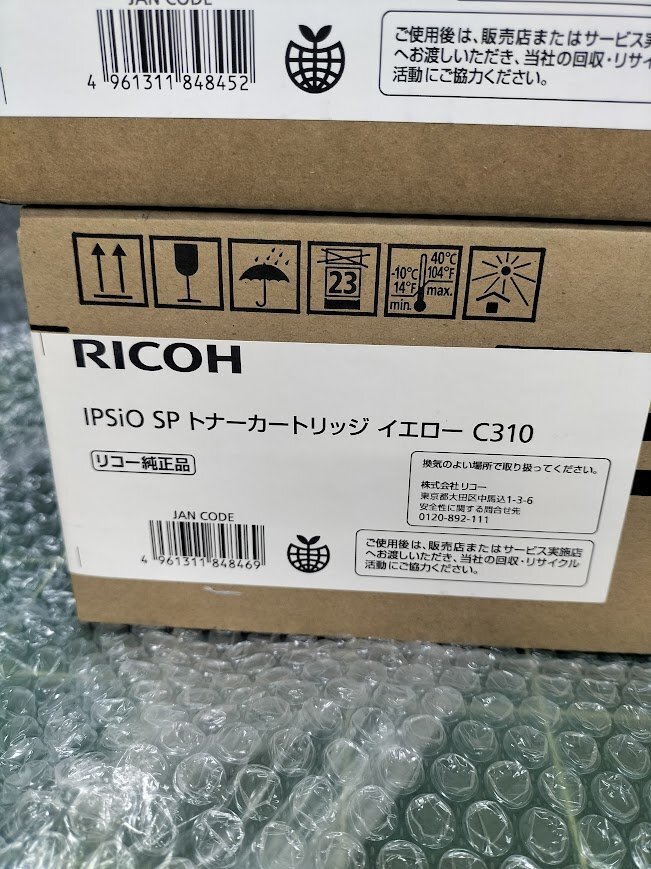 JAN CODE
4 961311 848452
ご使用後は、販売店またはサービス実
へお渡しいただき、当社の回収・リサイ
活動にご協力ください。
23
-10℃
14°F
min.
40℃
104°F
max.
RICOH
IPSiO SP トナーカートリッジ イエロー C310
リコー純正品
換気のよい場所で取り扱ってください。
株式会社リコー
東京都大田区中馬込1-3-6
安全性に関する問合せ先
0120-892-111
JAN CODE
4 961311 848469
ご使用後は、販売店またはサービス実施店
へお渡しいただき、当社の回収・リサイクル
活動にご協力ください。